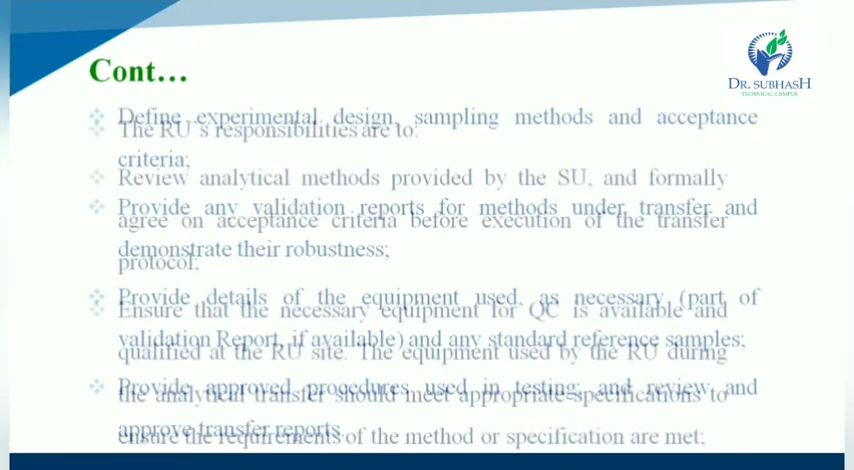 Cont...
DR. SUBHASH
TECHNICAL CAMPUS
❖ Define experimental design, sampling methods and acceptance
criteria;
❖ Provide any validation reports for methods under transfer and
demonstrate their robustness;
❖ Provide details of the equipment used, as necessary (part of
validation Report, if available) and any standard reference samples;
❖ Provide approved procedures used in testing; and review and
approve transfer reports.
❖ The RU's responsibilities are to:
❖ Review analytical methods provided by the SU, and formally
agree on acceptance criteria before execution of the transfer
protocol;
❖ Ensure that the necessary equipment for QC is available and
qualified at the RU site. The equipment used by the RU during
the analytical transfer should meet appropriate specifications to
ensure the requirements of the method or specification are met;